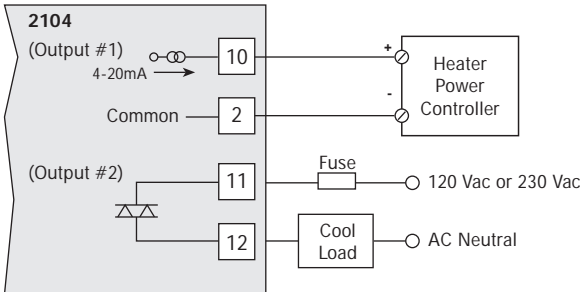 2104
(Output #1)
4-20mA
10
+
Heater
Power
Controller
Common
2
-
(Output #2)
11
Fuse
120 Vac or 230 Vac
12
Cool
Load
AC Neutral